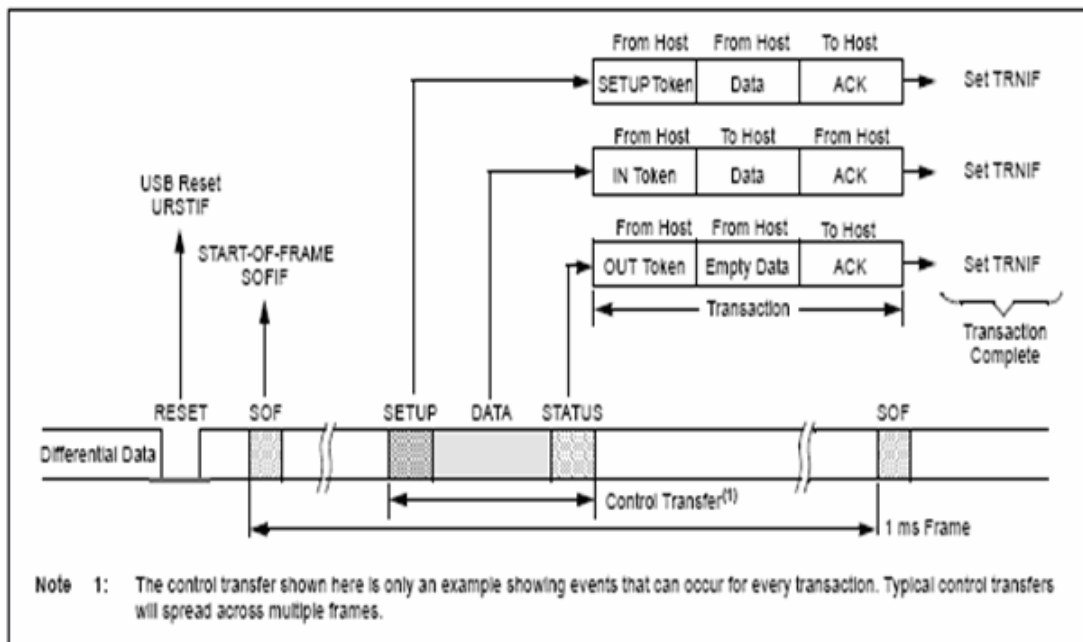 From Host From Host To Host
SETUP Token Data ACK Set TRNIF
From Host To Host From Host
IN Token Data ACK Set TRNIF
USB Reset
URSTIF
From Host From Host To Host
START-OF-FRAME
SOFIF
OUT Token Empty Data ACK Set TRNIF
Transaction
Transaction
Complete
RESET SOF SETUP DATA STATUS SOF
Differential Data
Control Transfer(1)
1 ms Frame
Note 1: The control transfer shown here is only an example showing events that can occur for every transaction. Typical control transfers
will spread across multiple frames.